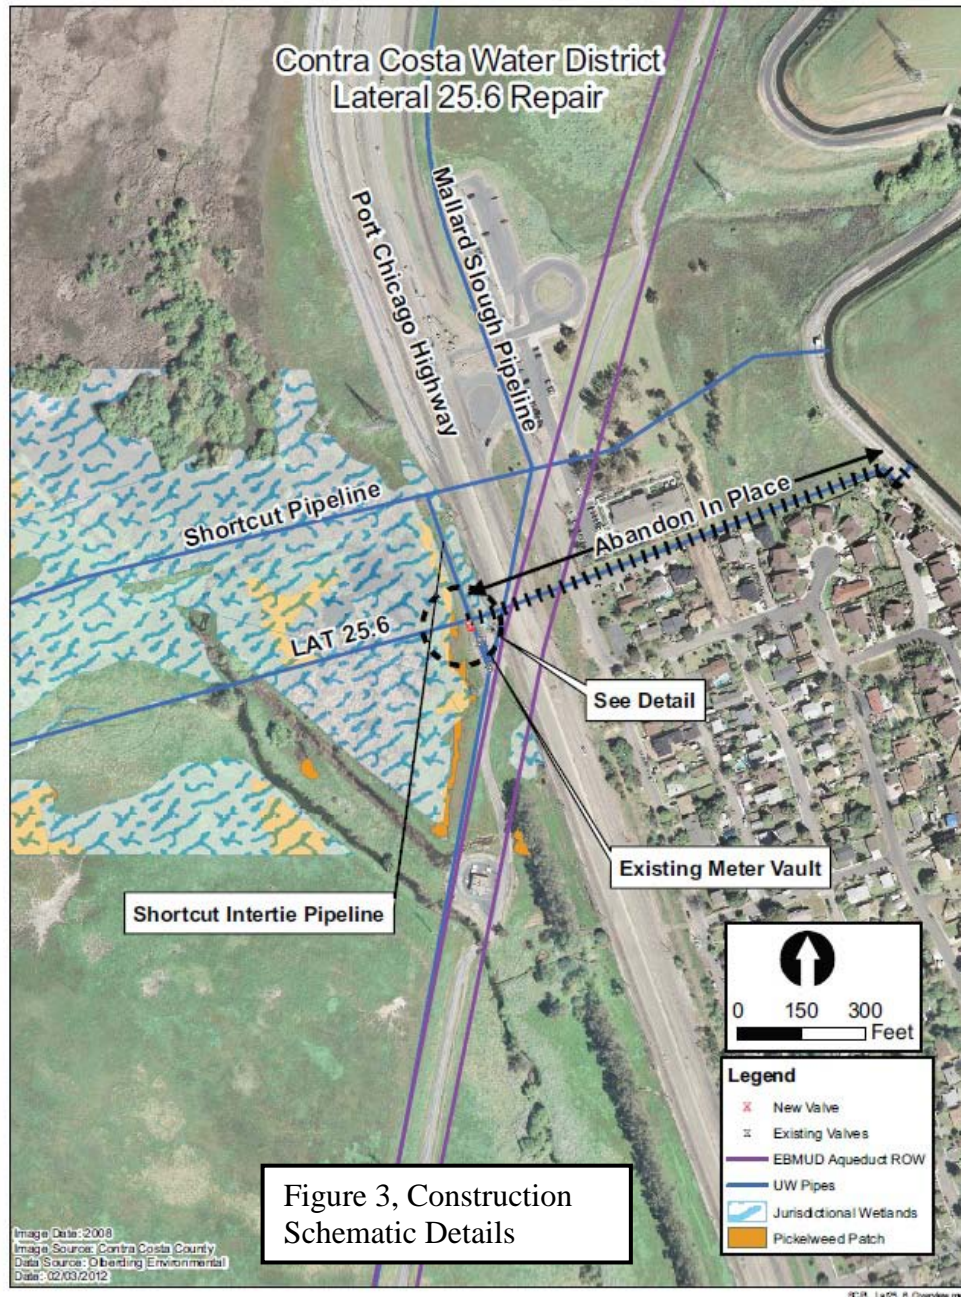 Contra Costa Water District
Lateral 25.6 Repair
Port Chicago Highway
Mallard Slough Pipeline
Shortcut Pipeline
Abandon In Place
LAT 25.6
See Detail
Existing Meter Vault
Shortcut Intertie Pipeline
0 150 300
Feet
Legend
New Valve
Existing Valves
EBMUD Aqueduct ROW
UW Pipes
Jurisdictional Wetlands
Pickelweed Patch
Figure 3, Construction
Schematic Details
Image Date: 2008
Image Source: Contra Costa County
Data Source: Olberding Environmental
Date: 02/03/2012